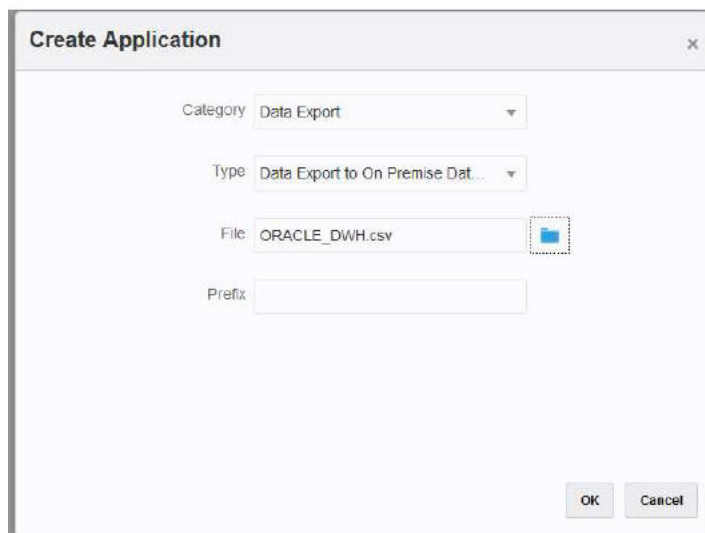 Create Application
×
Category Data Export
Type Data Export to On Premise Dat...
File ORACLE_DWH.csv
Prefix
OK Cancel